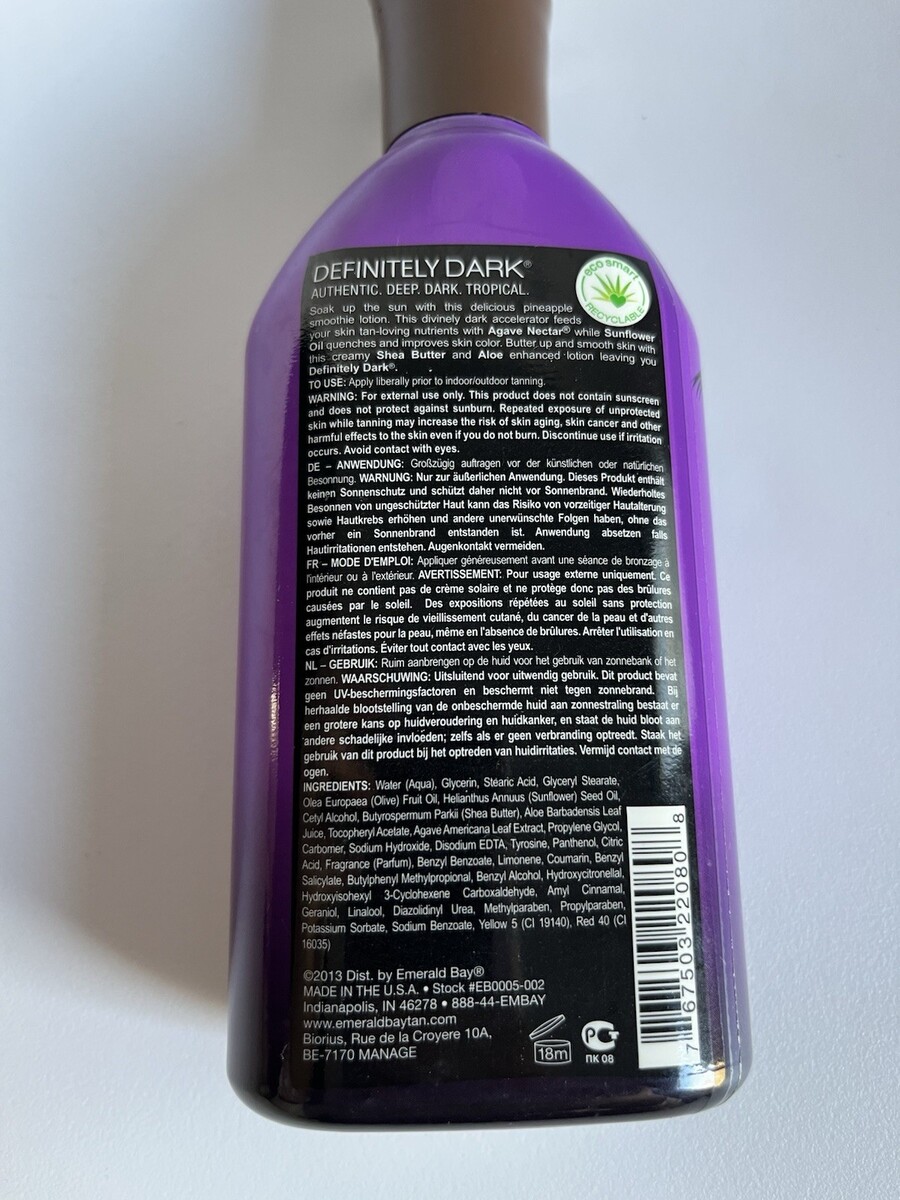 DEFINITELY DARK®
AUTHENTIC. DEEP. DARK. TROPICAL.
eco smart
RECYCLABLE
Soak up the sun with this delicious pineapple
smoothie lotion. This divinely dark accelerator feeds
your skin tan-loving nutrients with Agave Nectar® while Sunflower
Oil quenches and improves skin color. Butter up and smooth skin with
this creamy Shea Butter and Aloe enhanced lotion leaving you
Definitely Dark®.
TO USE: Apply liberally prior to indoor/outdoor tanning.
WARNING: For external use only. This product does not contain sunscreen
and does not protect against sunburn. Repeated exposure of unprotected
skin while tanning may increase the risk of skin aging, skin cancer and other
harmful effects to the skin even if you do not burn. Discontinue use if irritation
occurs. Avoid contact with eyes.
DE – ANWENDUNG: Großzügig auftragen vor der künstlichen oder natürlichen
Besonnung. WARNUNG: Nur zur äußerlichen Anwendung. Dieses Produkt enthält
keinen Sonnenschutz und schützt daher nicht vor Sonnenbrand. Wiederholtes
Besonnen von ungeschützter Haut kann das Risiko von vorzeitiger Hautalterung
sowie Hautkrebs erhöhen und andere unerwünschte Folgen haben, ohne das
vorher ein Sonnenbrand entstanden ist. Anwendung absetzen falls
Hautirritationen entstehen. Augenkontakt vermeiden.
FR – MODE D'EMPLOI: Appliquer généreusement avant une séance de bronzage à
l'intérieur ou à l'extérieur. AVERTISSEMENT: Pour usage externe uniquement. Ce
produit ne contient pas de crème solaire et ne protège donc pas des brûlures
causées par le soleil. Des expositions répétées au soleil sans protection
augmentent le risque de vieillissement cutané, du cancer de la peau et d'autres
effets néfastes pour la peau, même en l'absence de brûlures. Arrêter l'utilisation en
cas d'irritations. Éviter tout contact avec les yeux.
NL – GEBRUIK: Ruim aanbrengen op de huid voor het gebruik van zonnebank of het
zonnen. WAARSCHUWING: Uitsluitend voor uitwendig gebruik. Dit product bevat
geen UV-beschermingsfactoren en beschermt niet tegen zonnebrand. Bij
herhaalde blootstelling van de onbeschermde huid aan zonnestraling bestaat er
een grotere kans op huidveroudering en huidkanker, en staat de huid bloot aan
andere schadelijke invloeden; zelfs als er geen verbranding optreedt. Staak het
gebruik van dit product bij het optreden van huidirritaties. Vermijd contact met de
ogen.
INGREDIENTS: Water (Aqua), Glycerin, Stearic Acid, Glyceryl Stearate,
Olea Europaea (Olive) Fruit Oil, Helianthus Annuus (Sunflower) Seed Oil,
Cetyl Alcohol, Butyrospermum Parkii (Shea Butter), Aloe Barbadensis Leaf
Juice, Tocopheryl Acetate, Agave Americana Leaf Extract, Propylene Glycol,
Carbomer, Sodium Hydroxide, Disodium EDTA, Tyrosine, Panthenol, Citric
Acid, Fragrance (Parfum), Benzyl Benzoate, Limonene, Coumarin, Benzyl
Salicylate, Butylphenyl Methylpropional, Benzyl Alcohol, Hydroxycitronellal,
Hydroxyisohexyl 3-Cyclohexene Carboxaldehyde, Amyl Cinnamal,
Geraniol, Linalool, Diazolidinyl Urea, Methylparaben, Propylparaben,
Potassium Sorbate, Sodium Benzoate, Yellow 5 (CI 19140), Red 40 (CI
16035)
©2013 Dist. by Emerald Bay®
MADE IN THE U.S.A. • Stock #EB0005-002
Indianapolis, IN 46278 • 888-44-EMBAY
www.emeraldbaytan.com
Biorius, Rue de la Croyere 10A,
BE-7170 MANAGE
18m
РСТ
ПК 08
7 67503 22080 8